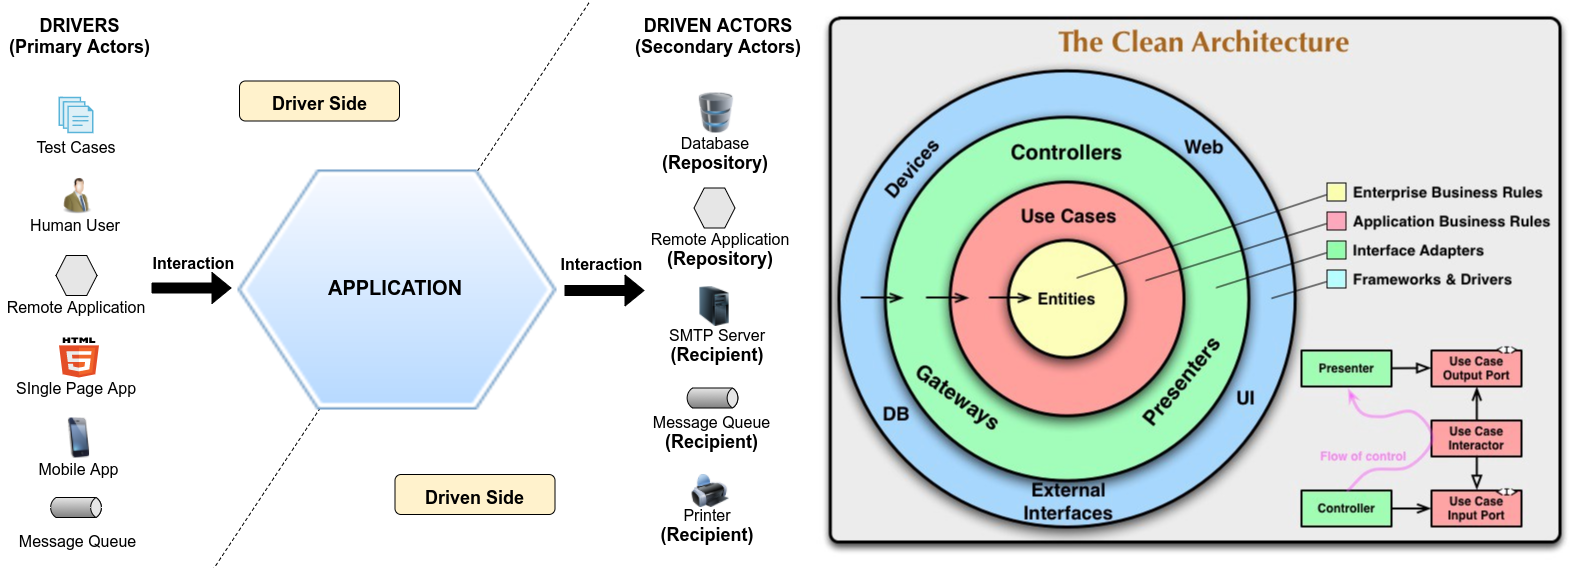 DRIVERS
(Primary Actors)
Test Cases
Human User
Remote Application
HTML
5
SIngle Page App
Mobile App
Message Queue
Driver Side
Interaction
APPLICATION
Interaction
Driven Side
DRIVEN ACTORS
(Secondary Actors)
Database
(Repository)
Remote Application
(Repository)
SMTP Server
(Recipient)
Message Queue
(Recipient)
Printer
(Recipient)
The Clean Architecture
Devices
Web
Controllers
Use Cases
Entities
Gateways
Presenters
DB
UI
External
Interfaces
Enterprise Business Rules
Application Business Rules
Interface Adapters
Frameworks & Drivers
Presenter
Use Case
Output Port
<I>
Use Case
Interactor
Flow of control
Controller
Use Case
Input Port
<I>